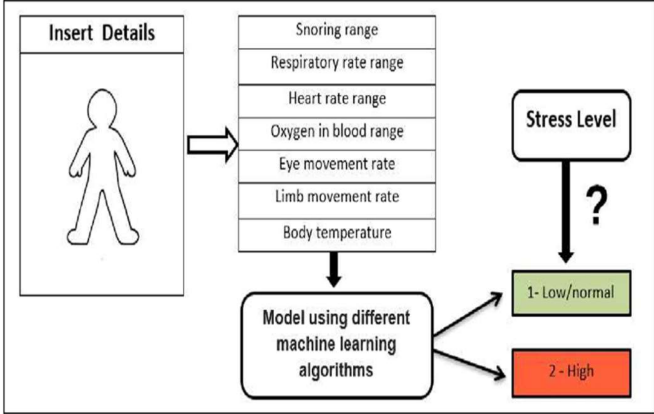 Insert Details
Snoring range
Respiratory rate range
Heart rate range
Oxygen in blood range
Eye movement rate
Limb movement rate
Body temperature
Model using different
machine learning
algorithms
Stress Level
?
1- Low/normal
2 - High